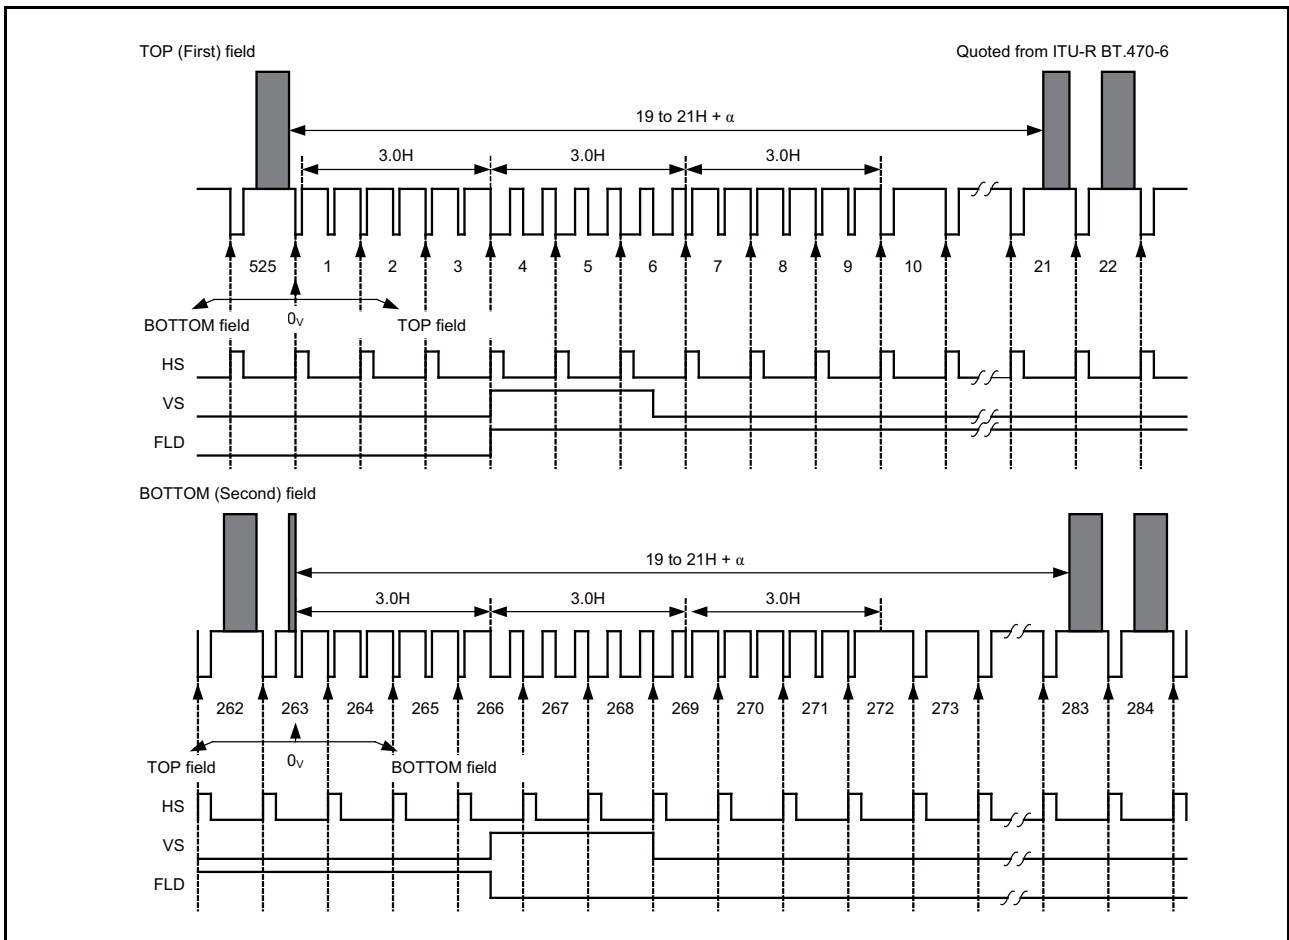 TOP (First) field
Quoted from ITU-R BT.470-6
19 to 21H + α
3.0H 3.0H 3.0H
525 1 2 3 4 5 6 7 8 9 10 21 22
BOTTOM field 0V TOP field
HS
VS
FLD
BOTTOM (Second) field
19 to 21H + α
3.0H 3.0H 3.0H
262 263 264 265 266 267 268 269 270 271 272 273 283 284
TOP field 0V BOTTOM field
HS
VS
FLD